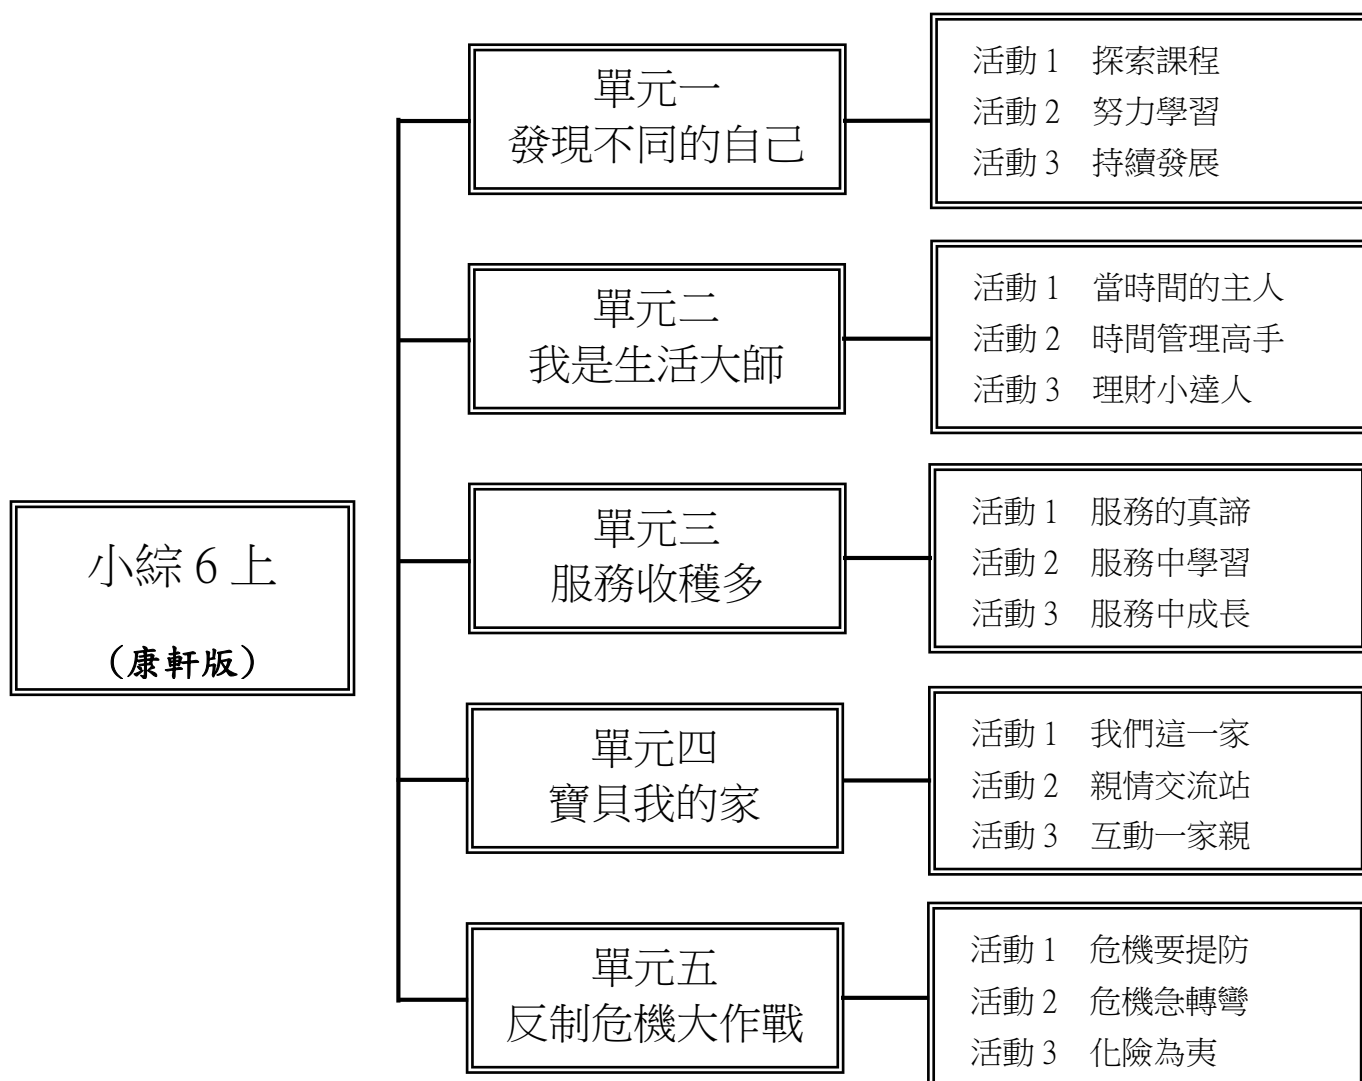 單元一
發現不同的自己
活動 1 探索課程
活動 2 努力學習
活動 3 持續發展
單元二
我是生活大師
活動 1 當時間的主人
活動 2 時間管理高手
活動 3 理財小達人
小綜 6 上
（康軒版）
單元三
服務收穫多
活動 1 服務的真諦
活動 2 服務中學習
活動 3 服務中成長
單元四
寶貝我的家
活動 1 我們這一家
活動 2 親情交流站
活動 3 互動一家親
單元五
反制危機大作戰
活動 1 危機要提防
活動 2 危機急轉彎
活動 3 化險為夷